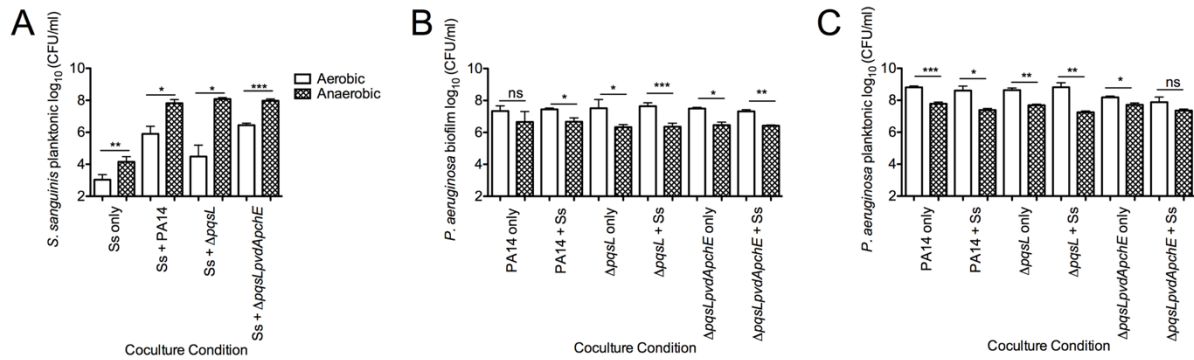 A
S. sanguinis planktonic log10 (CFU/ml)
10
8
6
4
2
**
*
*
***
Aerobic
Anaerobic
Ss only
Ss + PA14
Ss + ΔpqsL
Ss + ΔpqsLpvdApchE
Coculture Condition
B
P. aeruginosa biofilm log10 (CFU/ml)
10
8
6
4
2
ns
*
*
***
*
**
PA14 only
PA14 + Ss
ΔpqsL only
ΔpqsL + Ss
ΔpqsLpvdApchE only
ΔpqsLpvdApchE + Ss
Coculture Condition
C
P. aeruginosa planktonic log10 (CFU/ml)
10
8
6
4
2
***
*
**
**
*
ns
PA14 only
PA14 + Ss
ΔpqsL only
ΔpqsL + Ss
ΔpqsLpvdApchE only
ΔpqsLpvdApchE + Ss
Coculture Condition